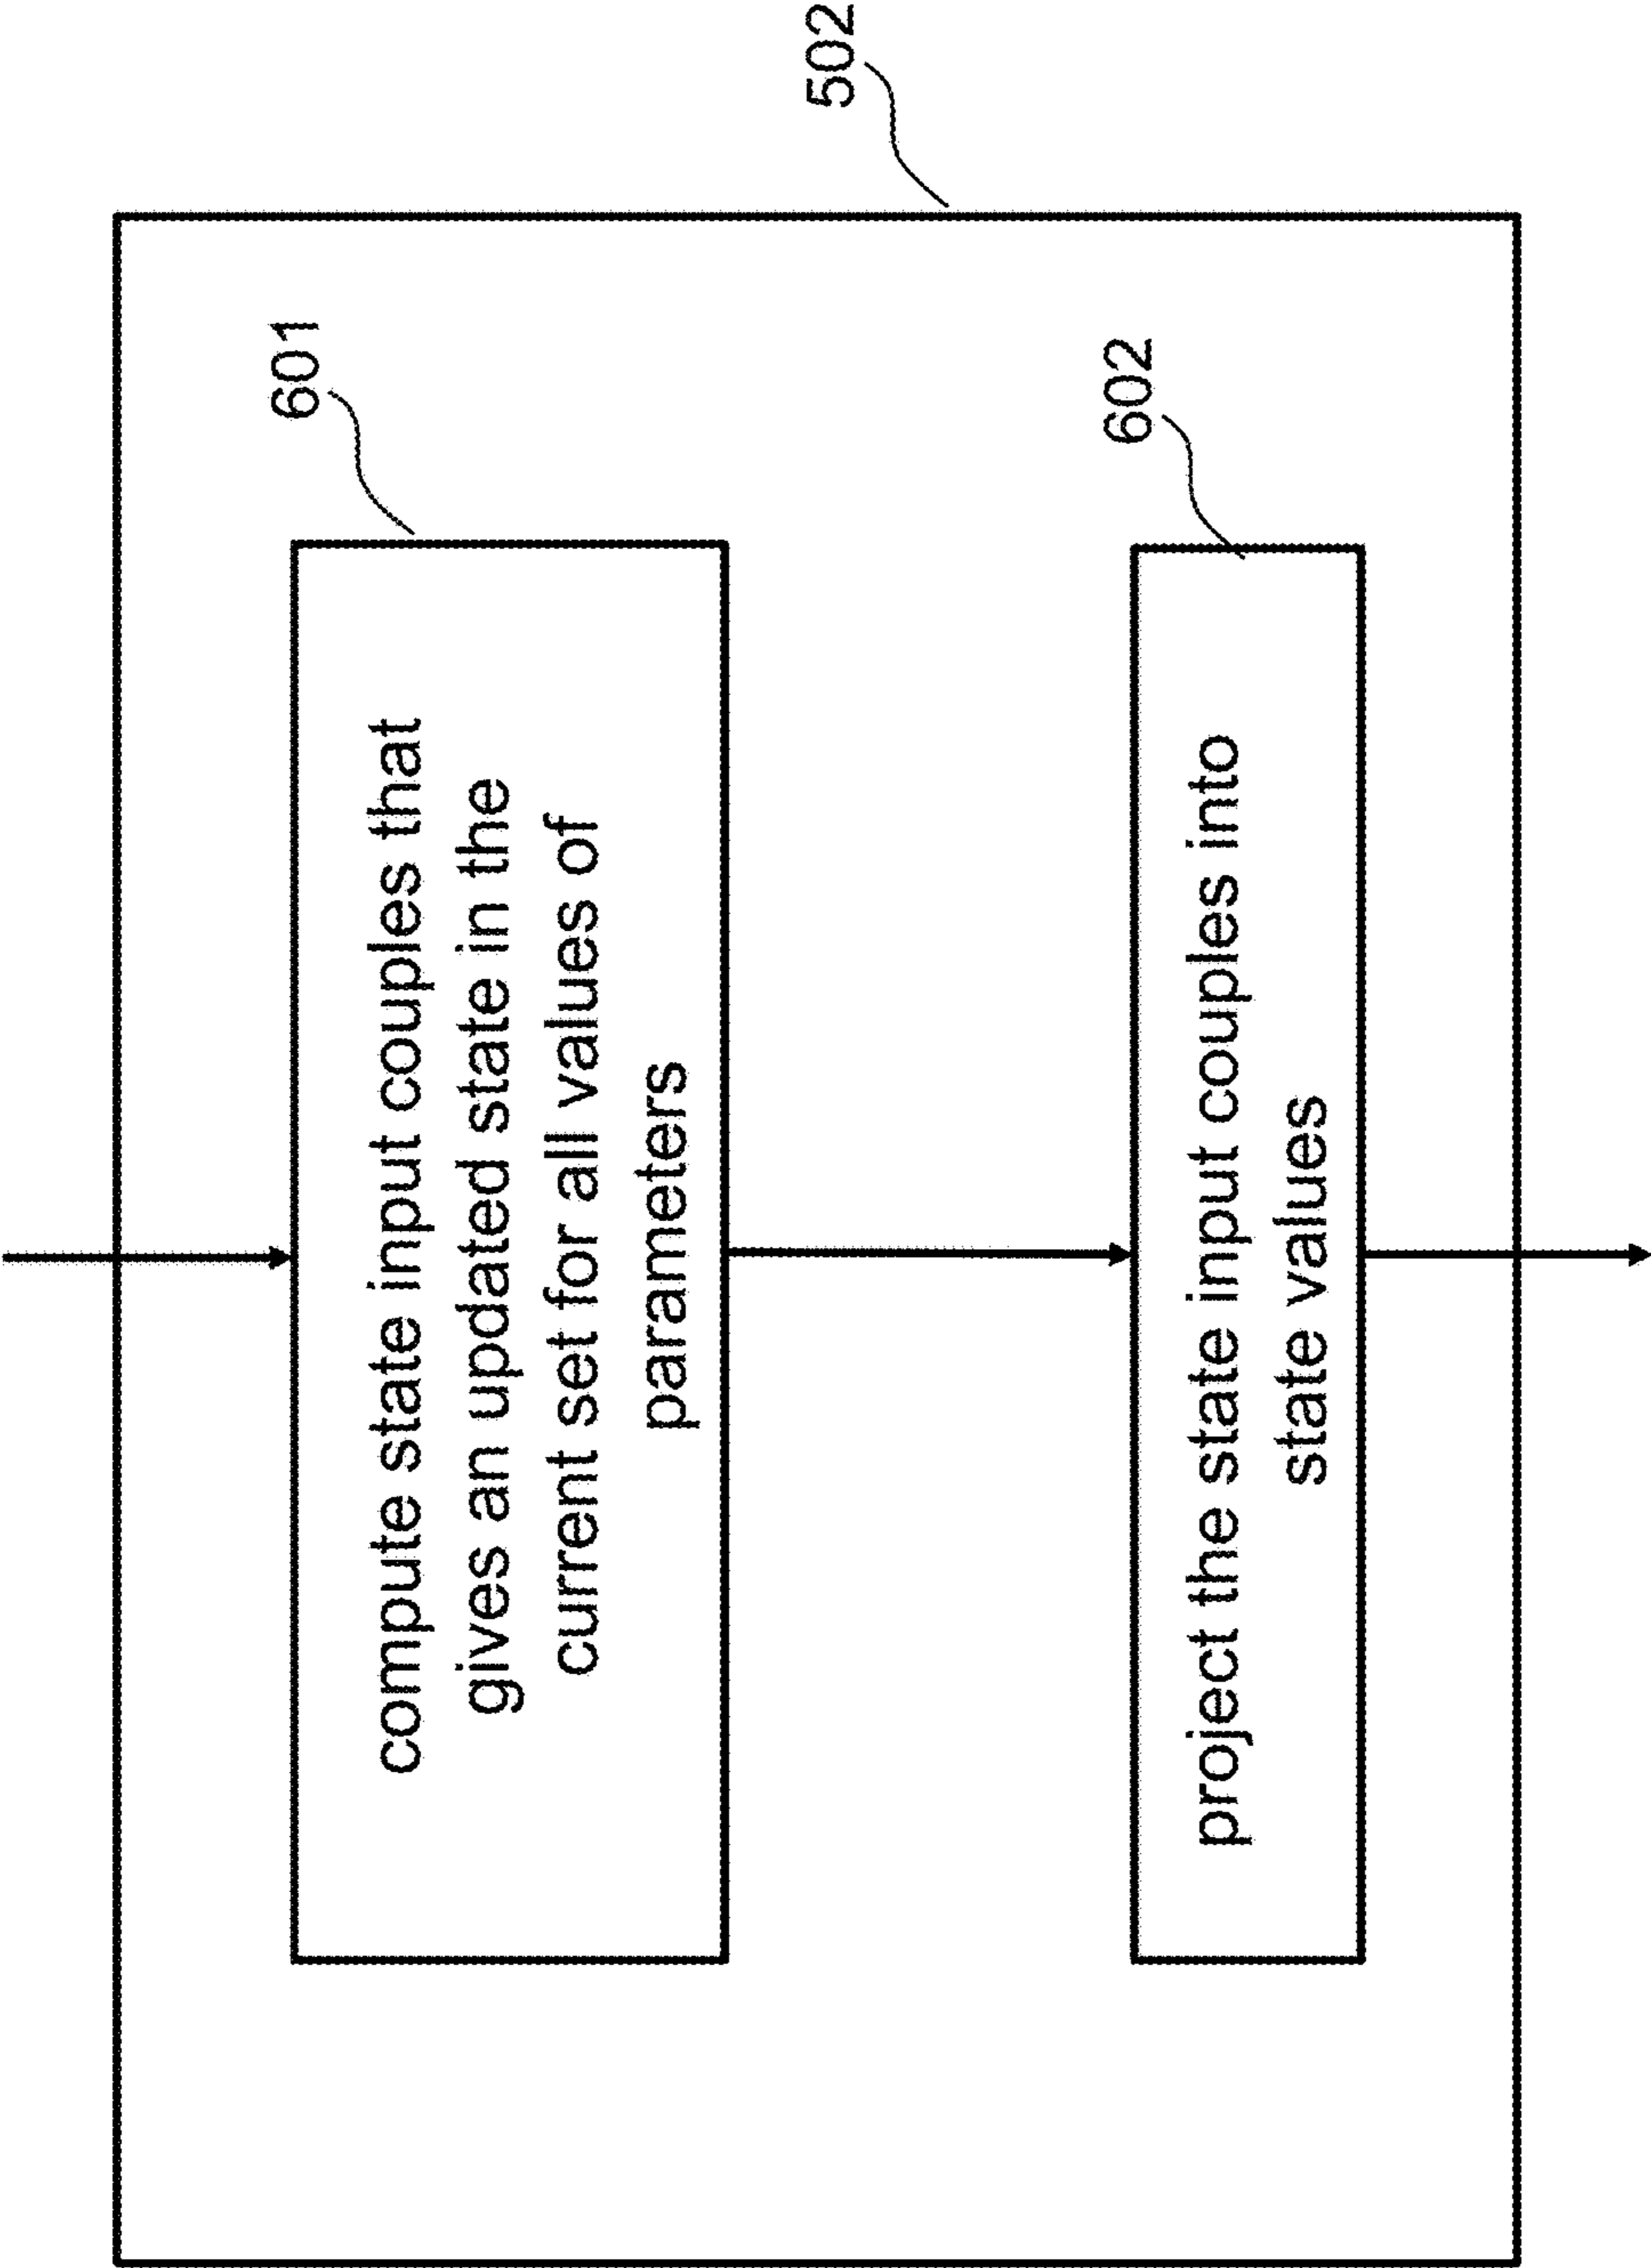 502
601
compute state input couples that
gives an updated state in the
current set for all values of
parameters
602
project the state input couples into
state values